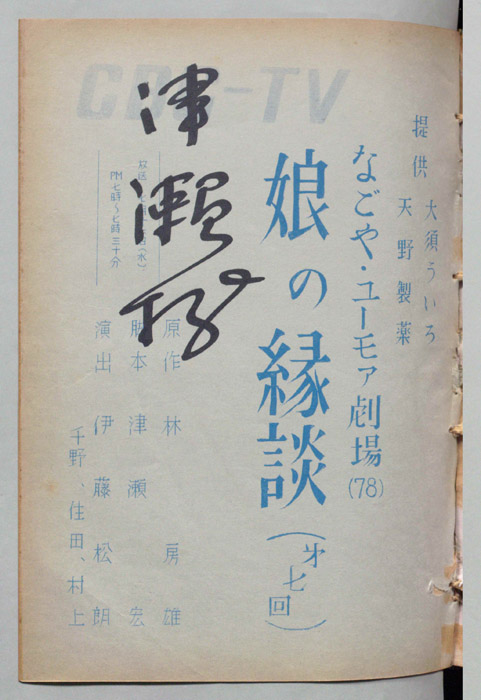 CBC-TV
提供 大須ういろ
天野製薬
なごや・ユーモア劇場(78)
娘の縁談(才七回)
原作 林 房雄
脚本 津瀬 宏
演出 伊藤松朗
千野、住田、村上
PM七時〜七時三十分
津瀬